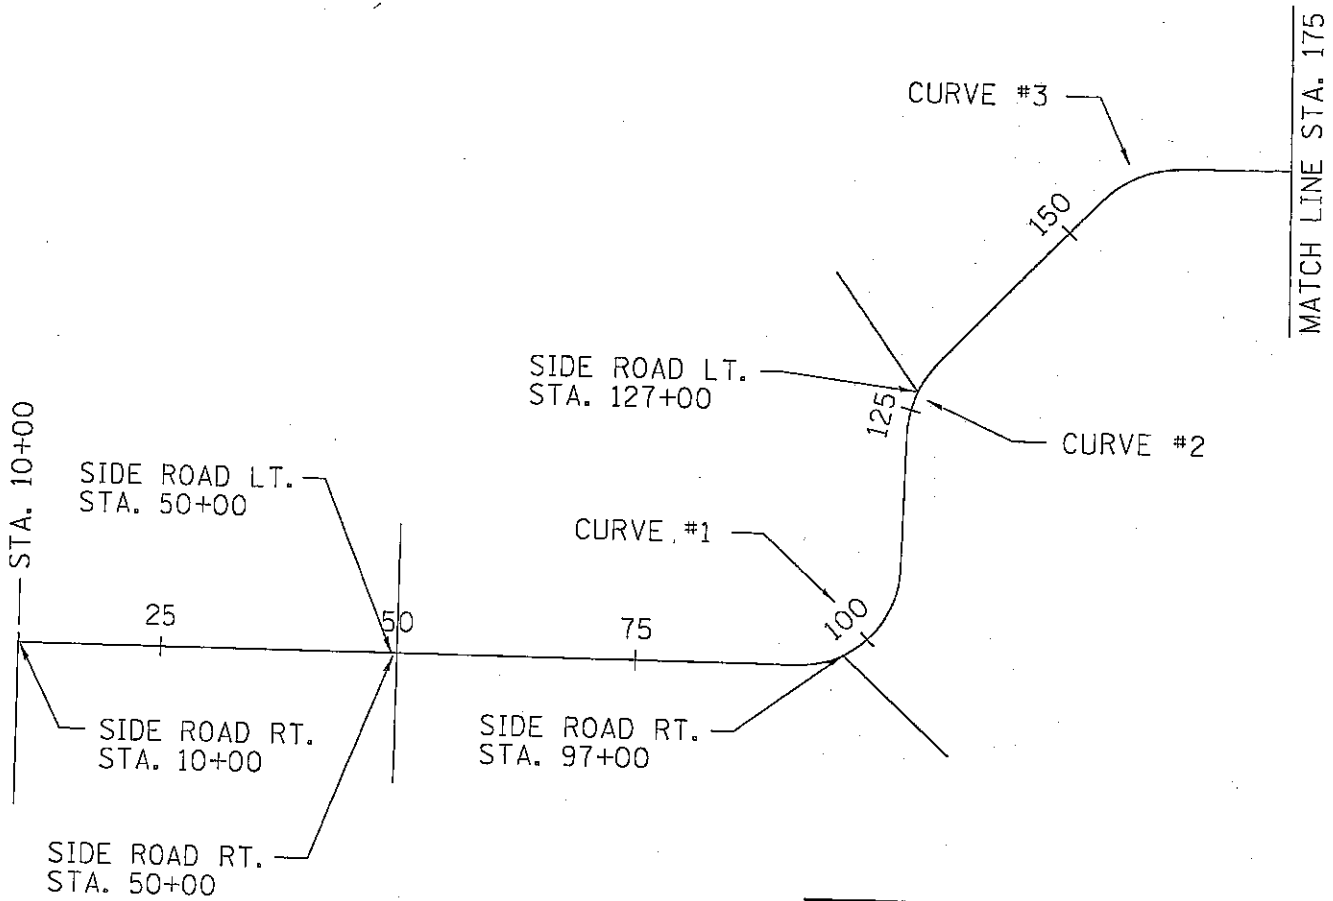 MATCH LINE STA. 175
CURVE #3
150
SIDE ROAD LT.
STA. 127+00
125
CURVE #2
STA. 10+00
SIDE ROAD LT.
STA. 50+00
CURVE #1
100
25
50
75
SIDE ROAD RT.
STA. 10+00
SIDE ROAD RT.
STA. 97+00
SIDE ROAD RT.
STA. 50+00